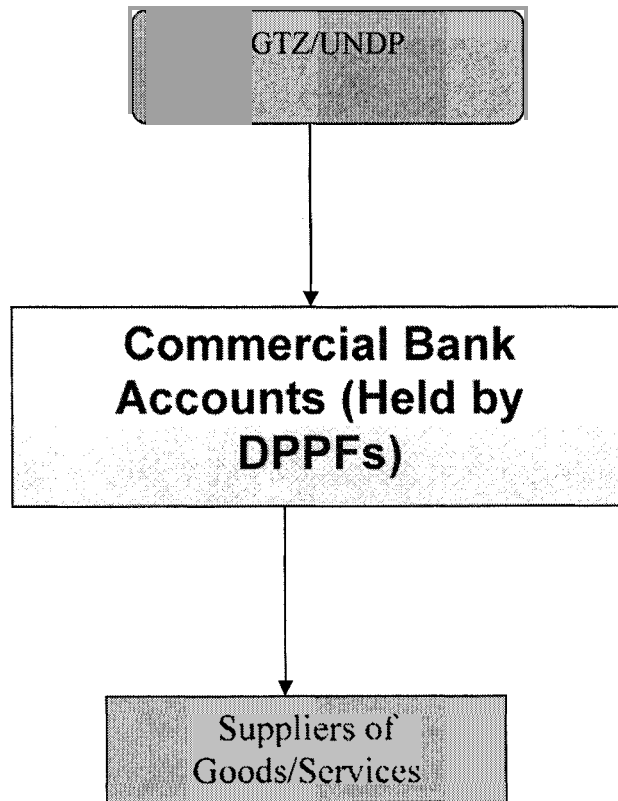 GTZ/UNDP
Commercial Bank
Accounts (Held by
DPPFs)
Suppliers of
Goods/Services